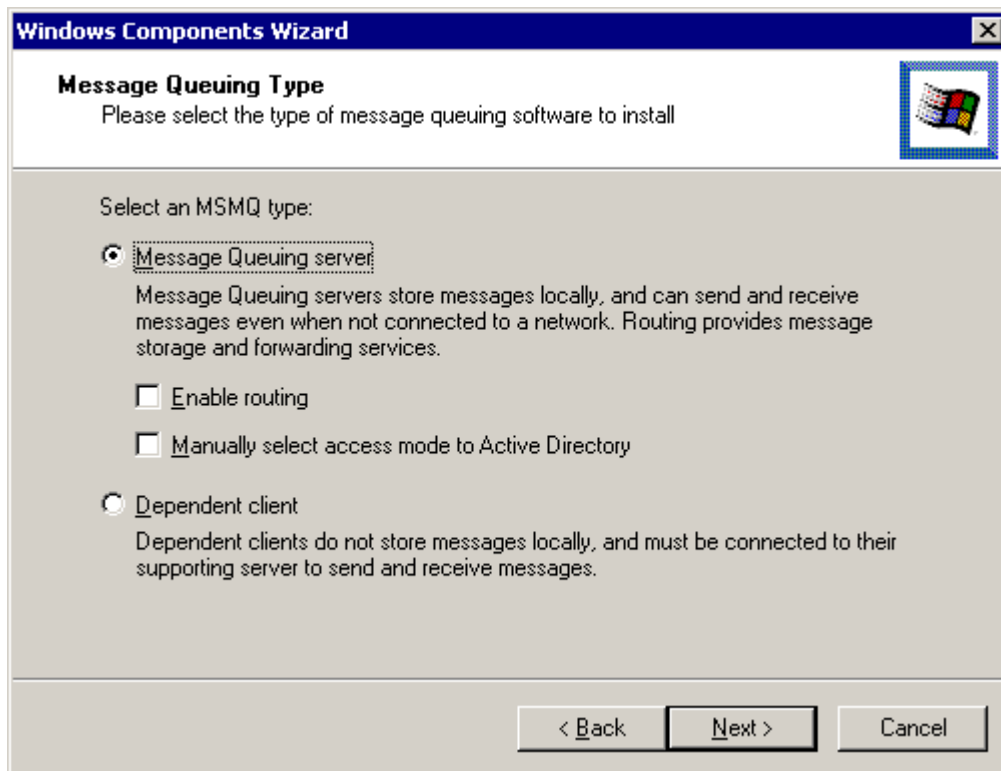 Windows Components Wizard
Message Queuing Type
Please select the type of message queuing software to install
Select an MSMQ type:
Message Queuing server
Message Queuing servers store messages locally, and can send and receive
messages even when not connected to a network. Routing provides message
storage and forwarding services.
Enable routing
Manually select access mode to Active Directory
Dependent client
Dependent clients do not store messages locally, and must be connected to their
supporting server to send and receive messages.
< Back Next > Cancel